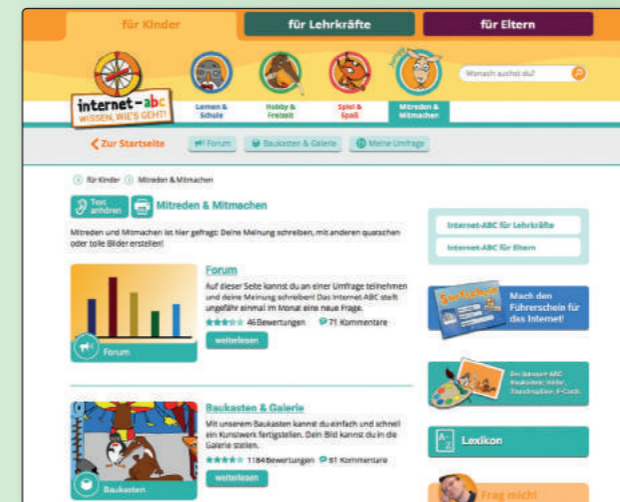 für Kinder
für Lehrkräfte
für Eltern
internet-abc
WISSEN, WIE'S GEHT!
Lernen &
Schule
Hobby &
Freizeit
Spiel &
Spaß
Mitreden &
Mitmachen
Wonach suchst du?
Zur Startseite
Forum
Baukasten & Galerie
Meine Umfrage
für Kinder Mitreden & Mitmachen
Text
anhören
Mitreden & Mitmachen
Mitreden und Mitmachen ist hier gefragt: Deine Meinung schreiben, mit anderen quatschen
oder tolle Bilder erstellen!
Forum
Auf dieser Seite kannst du an einer Umfrage teilnehmen
und deine Meinung schreiben! Das Internet-ABC stellt
ungefähr einmal im Monat eine neue Frage.
46 Bewertungen 71 Kommentare
weiterlesen
Forum
Baukasten & Galerie
Mit unserem Baukasten kannst du einfach und schnell
ein Kunstwerk fertigstellen. Dein Bild kannst du in die
Galerie stellen.
1184 Bewertungen 81 Kommentare
weiterlesen
Baukasten
Internet-ABC für Lehrkräfte
Internet-ABC für Eltern
Surfschein
Mach den
Führerschein für
das Internet!
A-Z
Lexikon
Frag mich!